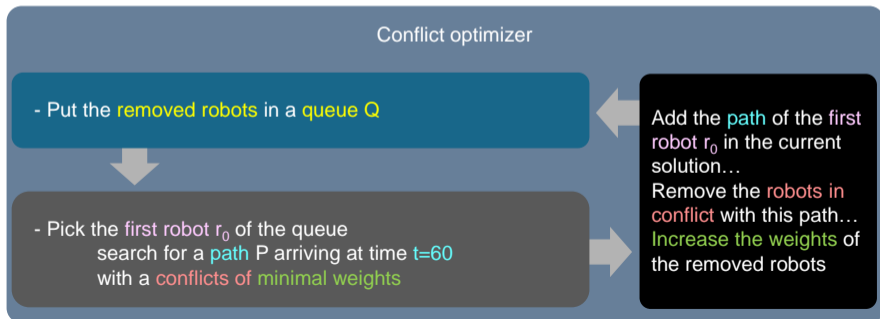 Conflict optimizer
- Put the removed robots in a queue Q
- Pick the first robot r₀ of the queue
search for a path P arriving at time t=60
with a conflicts of minimal weights
Add the path of the first
robot r₀ in the current
solution…
Remove the robots in
conflict with this path…
Increase the weights of
the removed robots